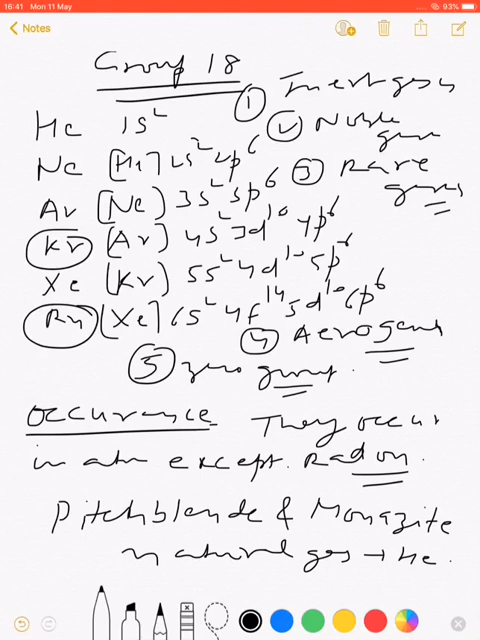 16:41 Mon 11 May 93%
Notes
Group 18
① Inert gases
He 1s²
② Noble gases
Ne [He] 2s² 2p⁶
③ Rare gases
Ar [Ne] 3s² 3p⁶
Kr [Ar] 4s² 3d¹⁰ 4p⁶
Xe [Kr] 5s² 4d¹⁰ 5p⁶
Rn [Xe] 6s² 4f¹⁴ 5d¹⁰ 6p⁶
④ Aerogens
⑤ zero group.
Occurance They occur
in atm except Radon.
Pitchblende & Monazite
natural gas → He.